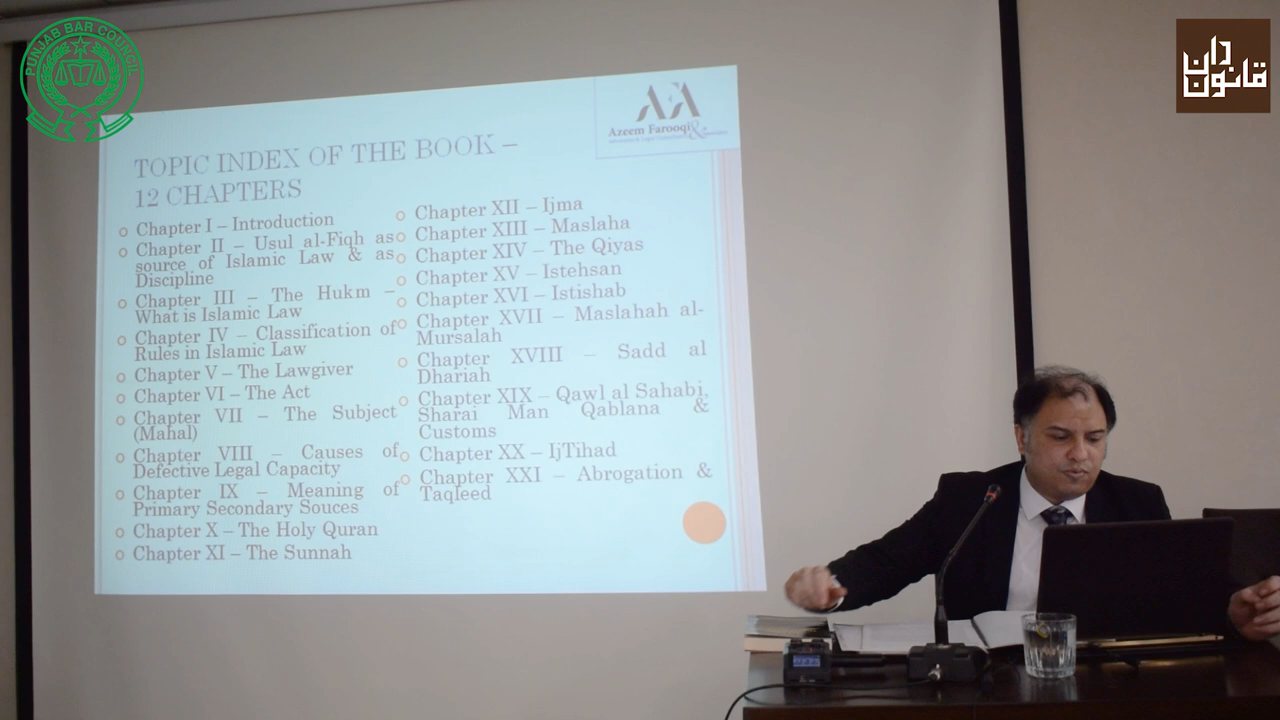 PUNJAB BAR COUNCIL
قانون دان
AFA
Azeem Farooqi &
TOPIC INDEX OF THE BOOK –
12 CHAPTERS
Chapter I – Introduction
Chapter II – Usul al-Fiqh as
source of Islamic Law & as
Discipline
Chapter III – The Hukm –
What is Islamic Law
Chapter IV – Classification of
Rules in Islamic Law
Chapter V – The Lawgiver
Chapter VI – The Act
Chapter VII – The Subject
(Mahal)
Chapter VIII – Causes of
Defective Legal Capacity
Chapter IX – Meaning of
Primary Secondary Souces
Chapter X – The Holy Quran
Chapter XI – The Sunnah
Chapter XII – Ijma
Chapter XIII – Maslaha
Chapter XIV – The Qiyas
Chapter XV – Istehsan
Chapter XVI – Istishab
Chapter XVII – Maslahah al-
Mursalah
Chapter XVIII – Sadd al
Dhariah
Chapter XIX – Qawl al Sahabi,
Sharai Man Qablana &
Customs
Chapter XX – IjTihad
Chapter XXI – Abrogation &
Taqleed